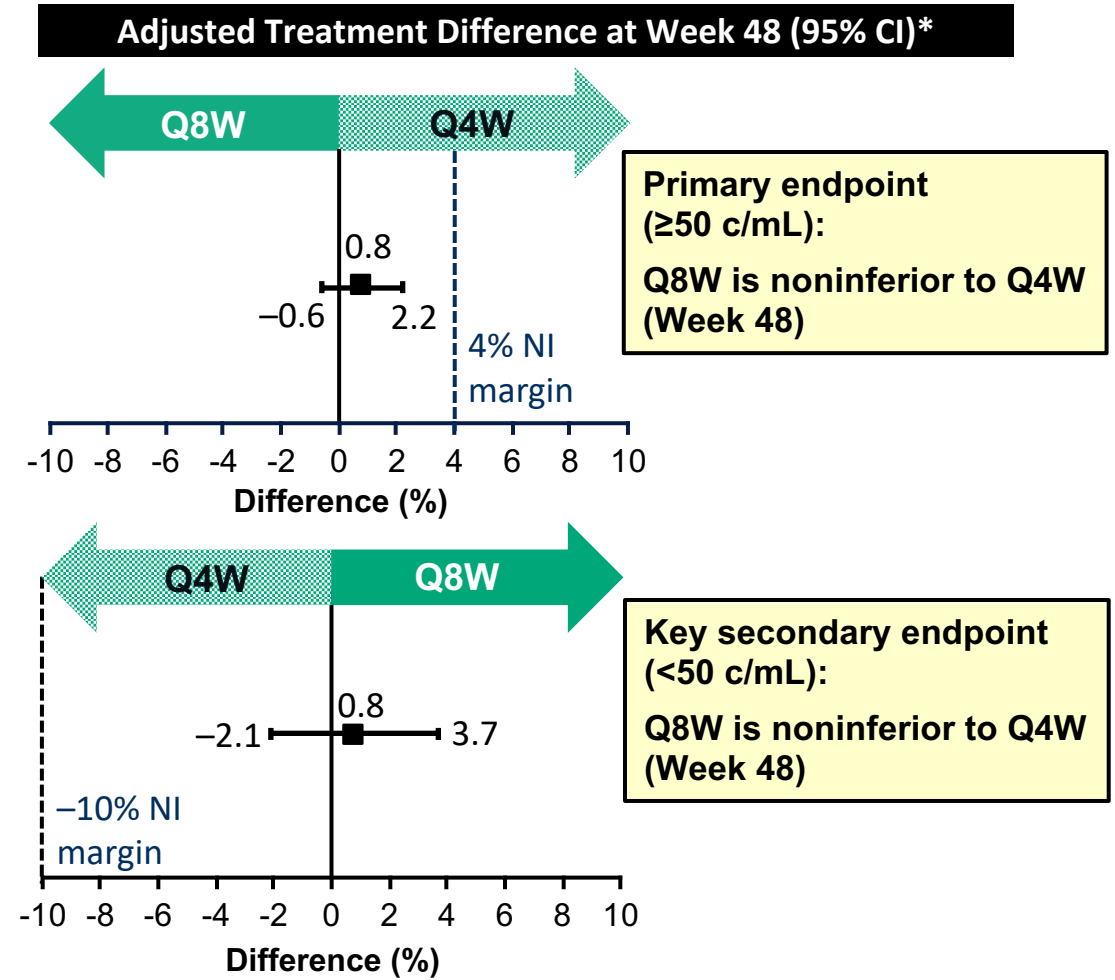 Adjusted Treatment Difference at Week 48 (95% CI)*
Q8W
Q4W
Primary endpoint
(≥50 c/mL):
Q8W is noninferior to Q4W
(Week 48)
0.8
–0.6
2.2
4% NI
margin
-10 -8 -6 -4 -2 0 2 4 6 8 10
Difference (%)
Q4W
Q8W
Key secondary endpoint
(<50 c/mL):
Q8W is noninferior to Q4W
(Week 48)
0.8
–2.1
3.7
–10% NI
margin
-10 -8 -6 -4 -2 0 2 4 6 8 10
Difference (%)